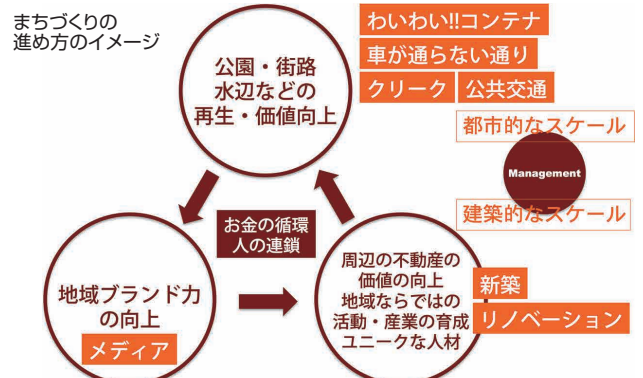 まちづくりの
進め方のイメージ
公園・街路
水辺などの
再生・価値向上
わいわい!!コンテナ
車が通らない通り
クリーク 公共交通
都市的なスケール
Management
建築的なスケール
お金の循環
人の連鎖
地域ブランド力
の向上
メディア
周辺の不動産の
価値の向上
地域ならではの
活動・産業の育成
ユニークな人材
新築
リノベーション